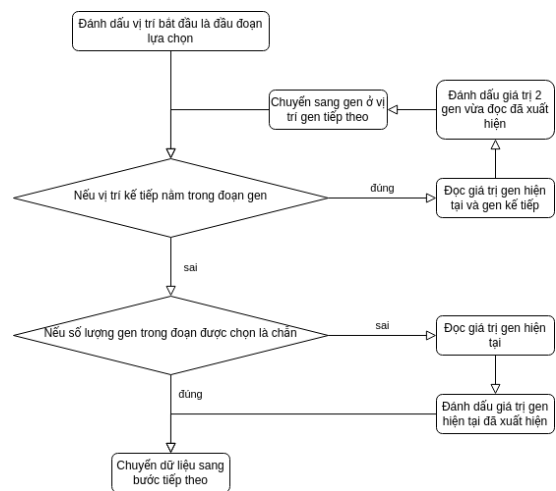 Đánh dấu vị trí bắt đầu là đầu đoạn
lựa chọn
Chuyển sang gen ở vị
trí gen tiếp theo
Đánh dấu giá trị 2
gen vừa đọc đã xuất
hiện
Nếu vị trí kế tiếp nằm trong đoạn gen
đúng
Đọc giá trị gen hiện
tại và gen kế tiếp
sai
Nếu số lượng gen trong đoạn được chọn là chẵn
sai
Đọc giá trị gen hiện
tại
đúng
Đánh dấu giá trị gen
hiện tại đã xuất hiện
Chuyển dữ liệu sang
bước tiếp theo